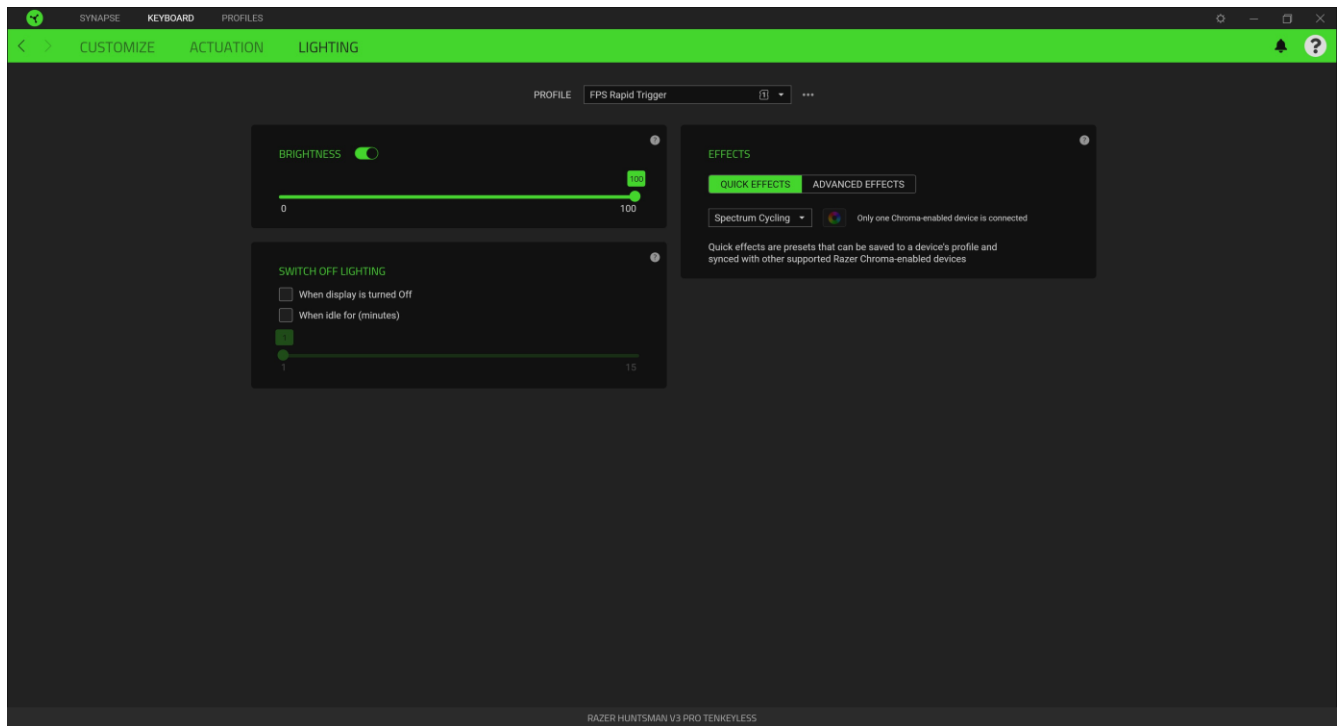 SYNAPSE KEYBOARD PROFILES
CUSTOMIZE ACTUATION LIGHTING
?
PROFILE FPS Rapid Trigger 1
BRIGHTNESS
?
100
0 100
SWITCH OFF LIGHTING
?
When display is turned Off
When idle for (minutes)
1
1 15
EFFECTS
?
QUICK EFFECTS ADVANCED EFFECTS
Spectrum Cycling Only one Chroma-enabled device is connected
Quick effects are presets that can be saved to a device's profile and
synced with other supported Razer Chroma-enabled devices
RAZER HUNTSMAN V3 PRO TENKEYLESS